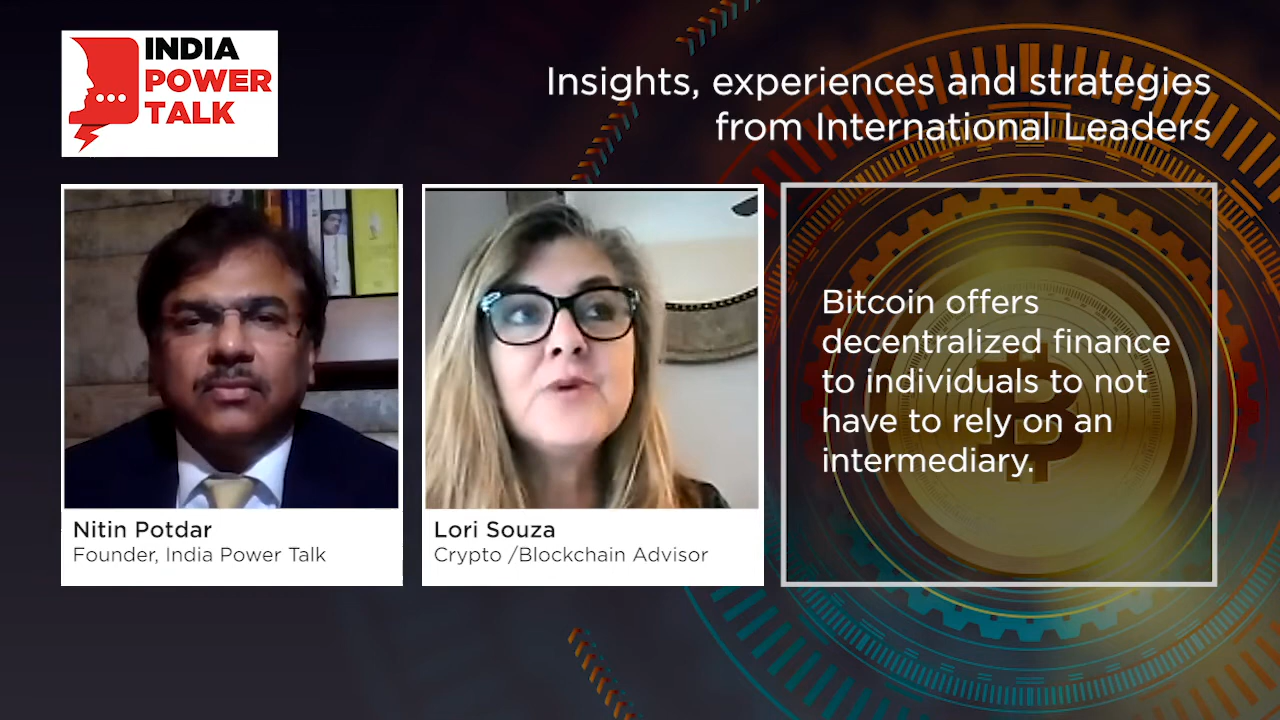 INDIA
POWER
TALK
Insights, experiences and strategies
from International Leaders
Nitin Potdar
Founder, India Power Talk
Lori Souza
Crypto /Blockchain Advisor
Bitcoin offers
decentralized finance
to individuals to not
have to rely on an
intermediary.